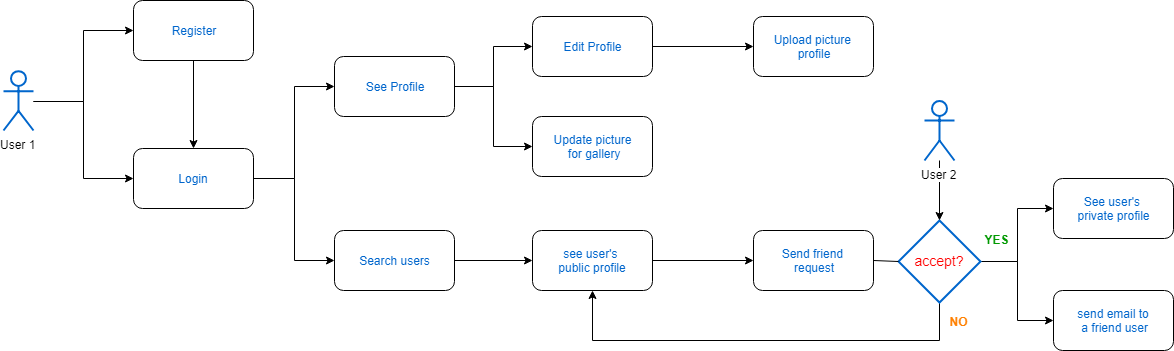 Register
User 1
Login
See Profile
Edit Profile
Upload picture
profile
Update picture
for gallery
Search users
see user's
public profile
Send friend
request
User 2
accept?
YES
NO
See user's
private profile
send email to
a friend user